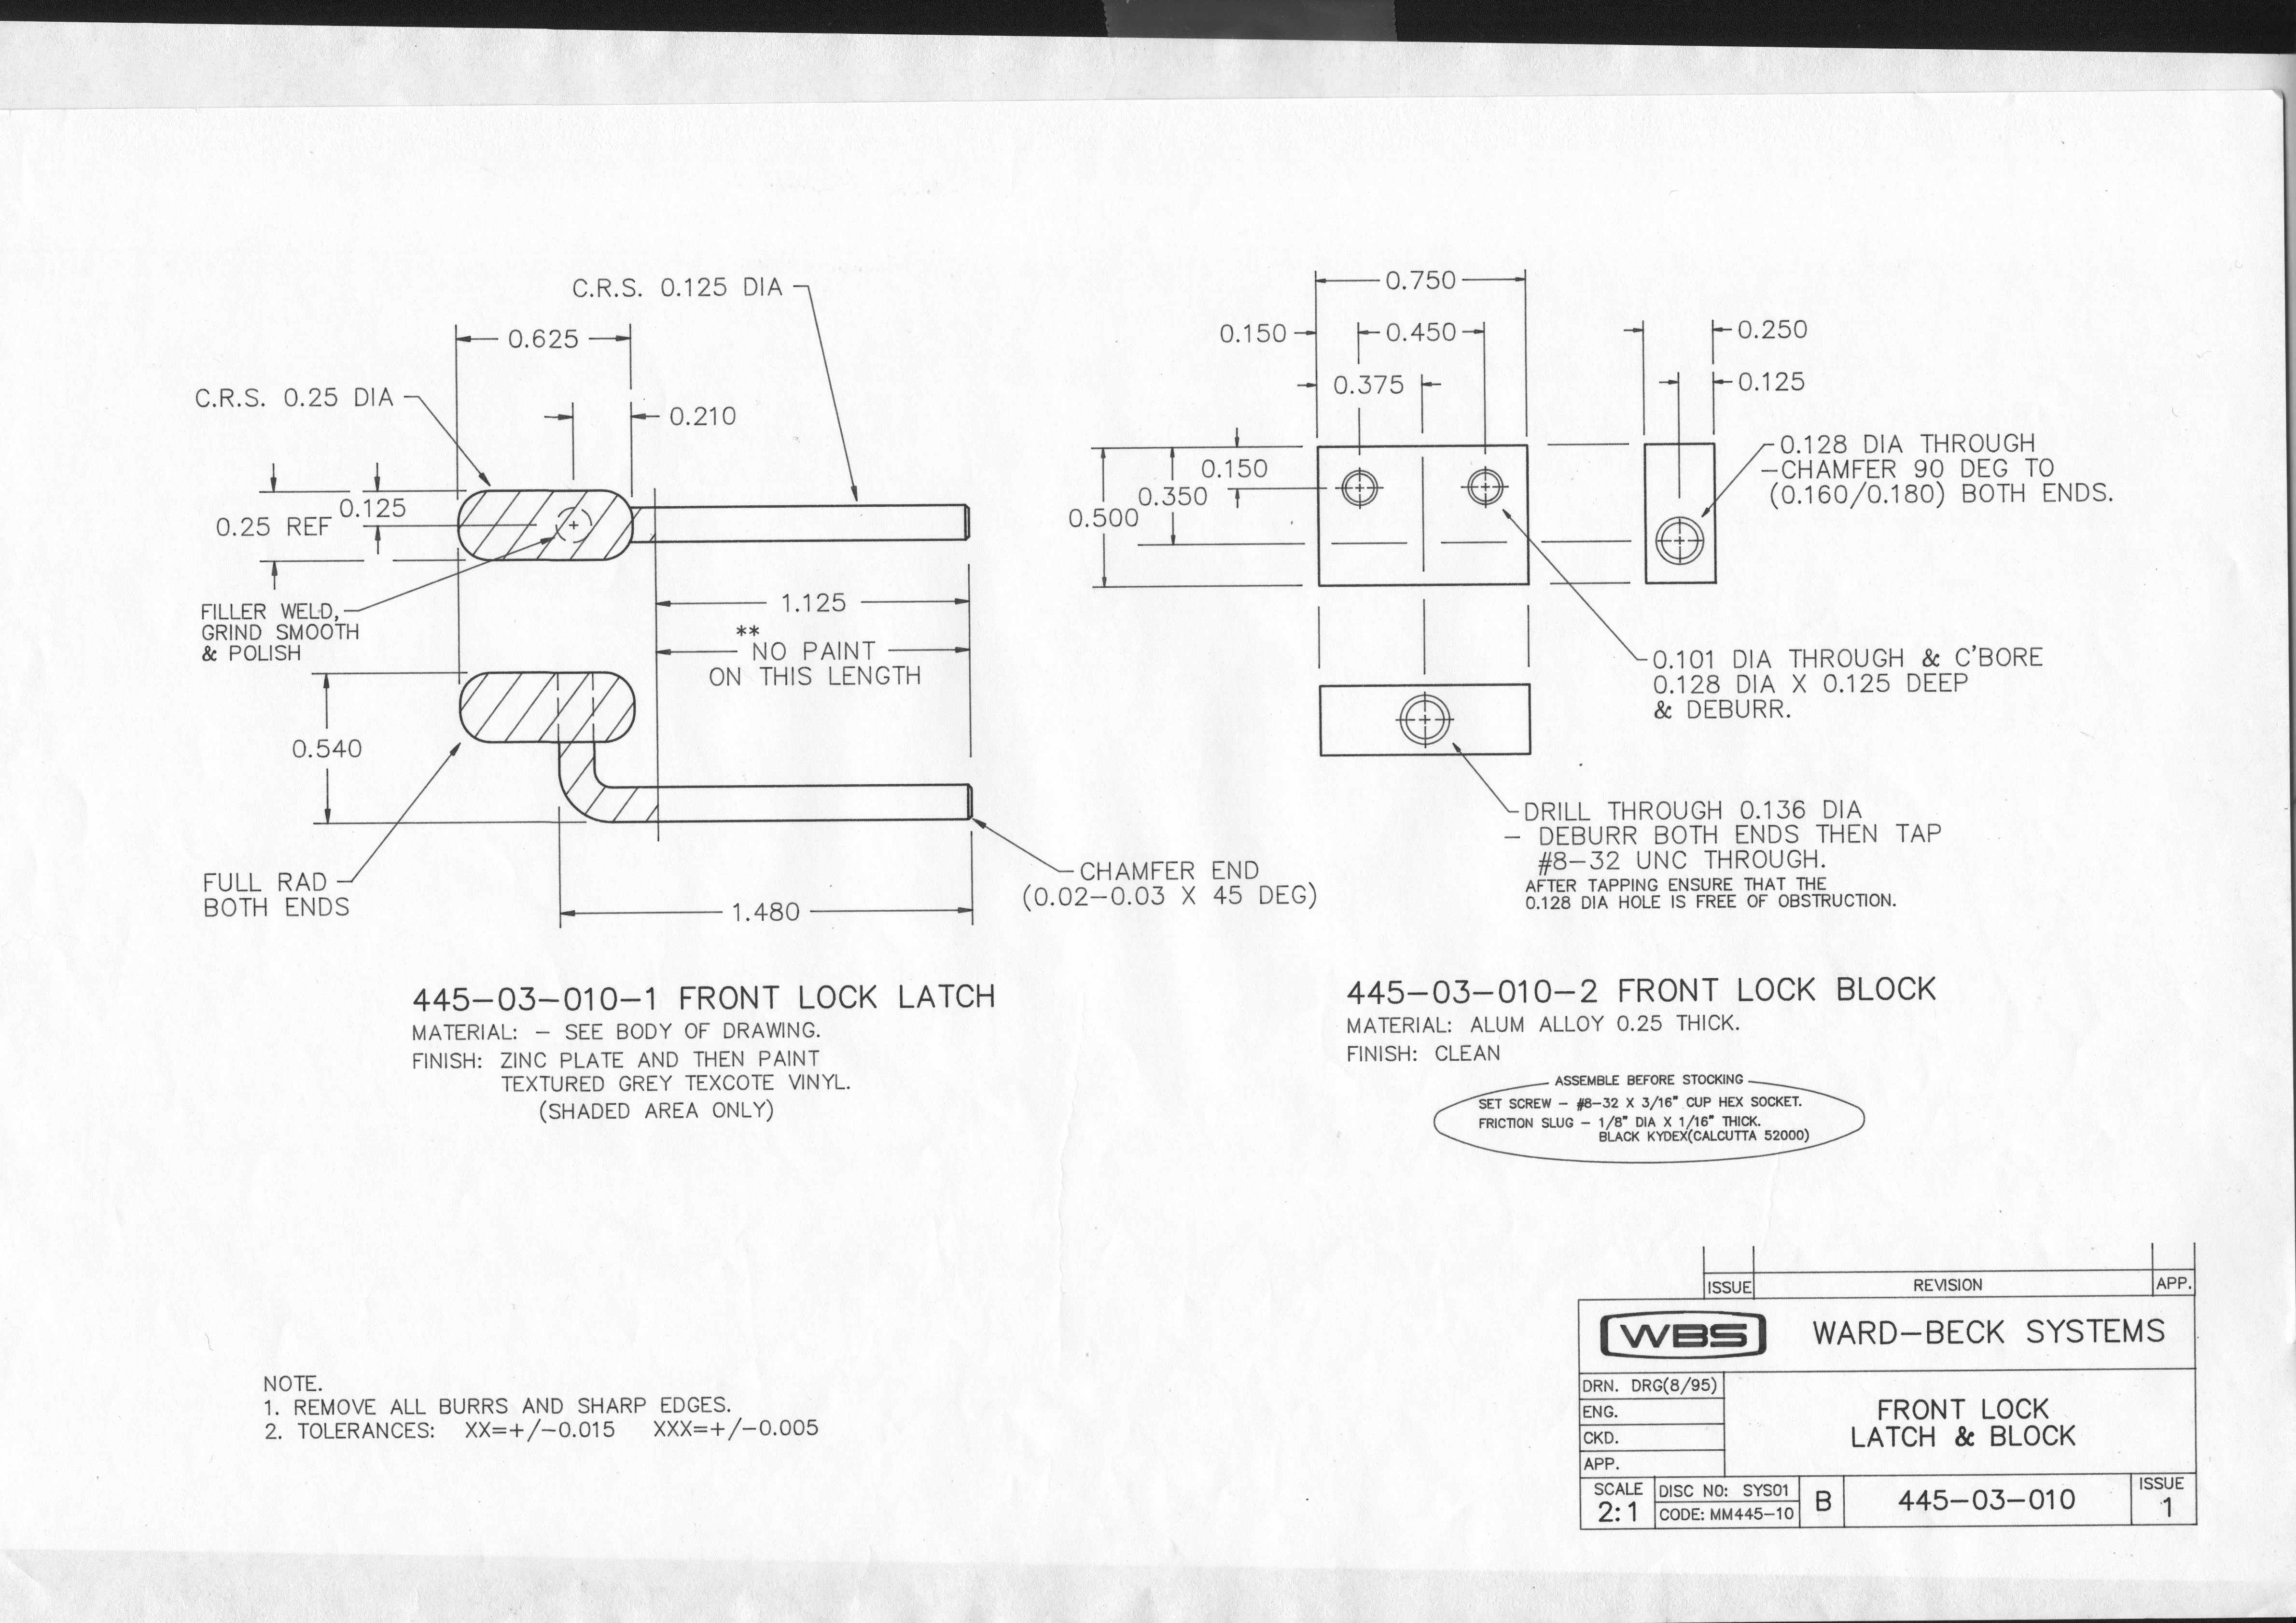 C.R.S. 0.125 DIA
0.625
C.R.S. 0.25 DIA
0.210
0.125
0.25 REF
FILLER WELD,
GRIND SMOOTH
& POLISH
1.125
**
NO PAINT
ON THIS LENGTH
0.540
FULL RAD
BOTH ENDS
CHAMFER END
(0.02-0.03 X 45 DEG)
1.480
445-03-010-1 FRONT LOCK LATCH
MATERIAL: - SEE BODY OF DRAWING.
FINISH: ZINC PLATE AND THEN PAINT
TEXTURED GREY TEXCOTE VINYL.
(SHADED AREA ONLY)
0.750
0.150
0.450
0.375
0.250
0.125
0.150
0.350
0.500
0.128 DIA THROUGH
-CHAMFER 90 DEG TO
(0.160/0.180) BOTH ENDS.
0.101 DIA THROUGH & C'BORE
0.128 DIA X 0.125 DEEP
& DEBURR.
DRILL THROUGH 0.136 DIA
- DEBURR BOTH ENDS THEN TAP
#8-32 UNC THROUGH.
AFTER TAPPING ENSURE THAT THE
0.128 DIA HOLE IS FREE OF OBSTRUCTION.
445-03-010-2 FRONT LOCK BLOCK
MATERIAL: ALUM ALLOY 0.25 THICK.
FINISH: CLEAN
ASSEMBLE BEFORE STOCKING
SET SCREW - #8-32 X 3/16" CUP HEX SOCKET.
FRICTION SLUG - 1/8" DIA X 1/16" THICK.
BLACK KYDEX(CALCUTTA 52000)
NOTE.
1. REMOVE ALL BURRS AND SHARP EDGES.
2. TOLERANCES: XX=+/-0.015 XXX=+/-0.005
ISSUE REVISION APP.
WBS WARD-BECK SYSTEMS
DRN. DRG(8/95)
ENG.
CKD.
APP.
FRONT LOCK
LATCH & BLOCK
SCALE
2:1
DISC NO: SYS01
CODE: MM445-10
B
445-03-010
ISSUE
1